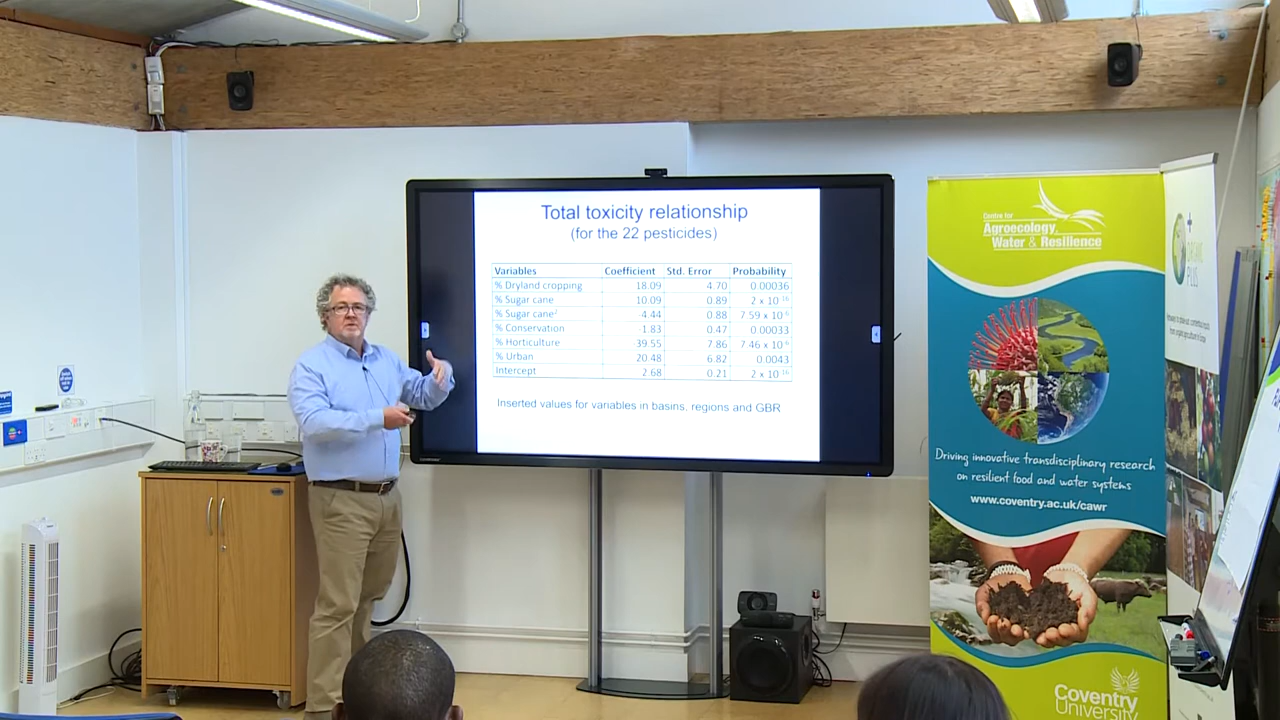 Total toxicity relationship
(for the 22 pesticides)
Variables Coefficient Std. Error Probability
% Dryland cropping 18.09 4.70 0.00036
% Sugar cane 10.09 0.89 2 x 10-16
% Sugar cane2 -4.44 0.88 7.59 x 10-6
% Conservation 1.83 0.47 0.00033
% Horticulture 39.55 7.86 7.46 x 10-6
% Urban 20.48 6.82 0.0043
Intercept 2.68 0.21 2 x 10-16
Inserted values for variables in basins, regions and GBR
Centre for
Agroecology,
Water & Resilience
Driving innovative transdisciplinary research
on resilient food and water systems
www.coventry.ac.uk/cawr
Coventry
University